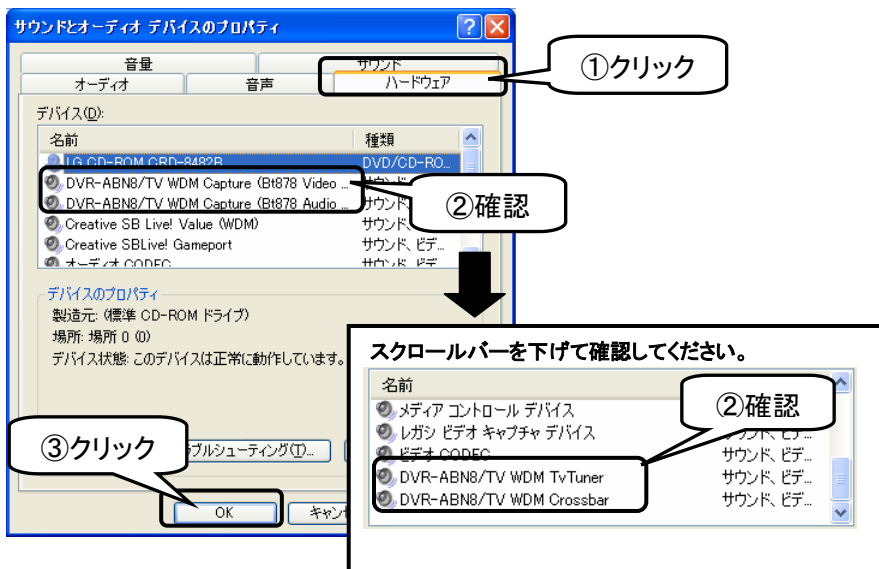 サウンドとオーディオ デバイスのプロパティ
音量
サウンド
オーディオ
音声
ハードウェア
①クリック
デバイス(D):
名前
種類
LG CD-ROM CRD-8482B
DVD/CD-RO...
DVR-ABN8/TV WDM Capture (Bt878 Video ...
DVR-ABN8/TV WDM Capture (Bt878 Audio ...
②確認
Creative SB Live! Value (WDM)
サウンド、
Creative SBLive! Gameport
サウンド、ビデ...
オーディオ CODEC
サウンド、ビデ
デバイスのプロパティ
製造元: (標準 CD-ROM ドライブ)
場所: 場所 0 (0)
デバイス状態: このデバイスは正常に動作しています。
③クリック
ラブルシューティング(T)...
OK
キャンセ
スクロールバーを下げて確認してください。
名前
②確認
メディア コントロール デバイス
レガシ ビデオ キャプチャ デバイス
サウンド、ビデ...
ビデオ CODEC
サウンド、ビデ...
DVR-ABN8/TV WDM TvTuner
サウンド、ビデ...
DVR-ABN8/TV WDM Crossbar
サウンド、ビデ...